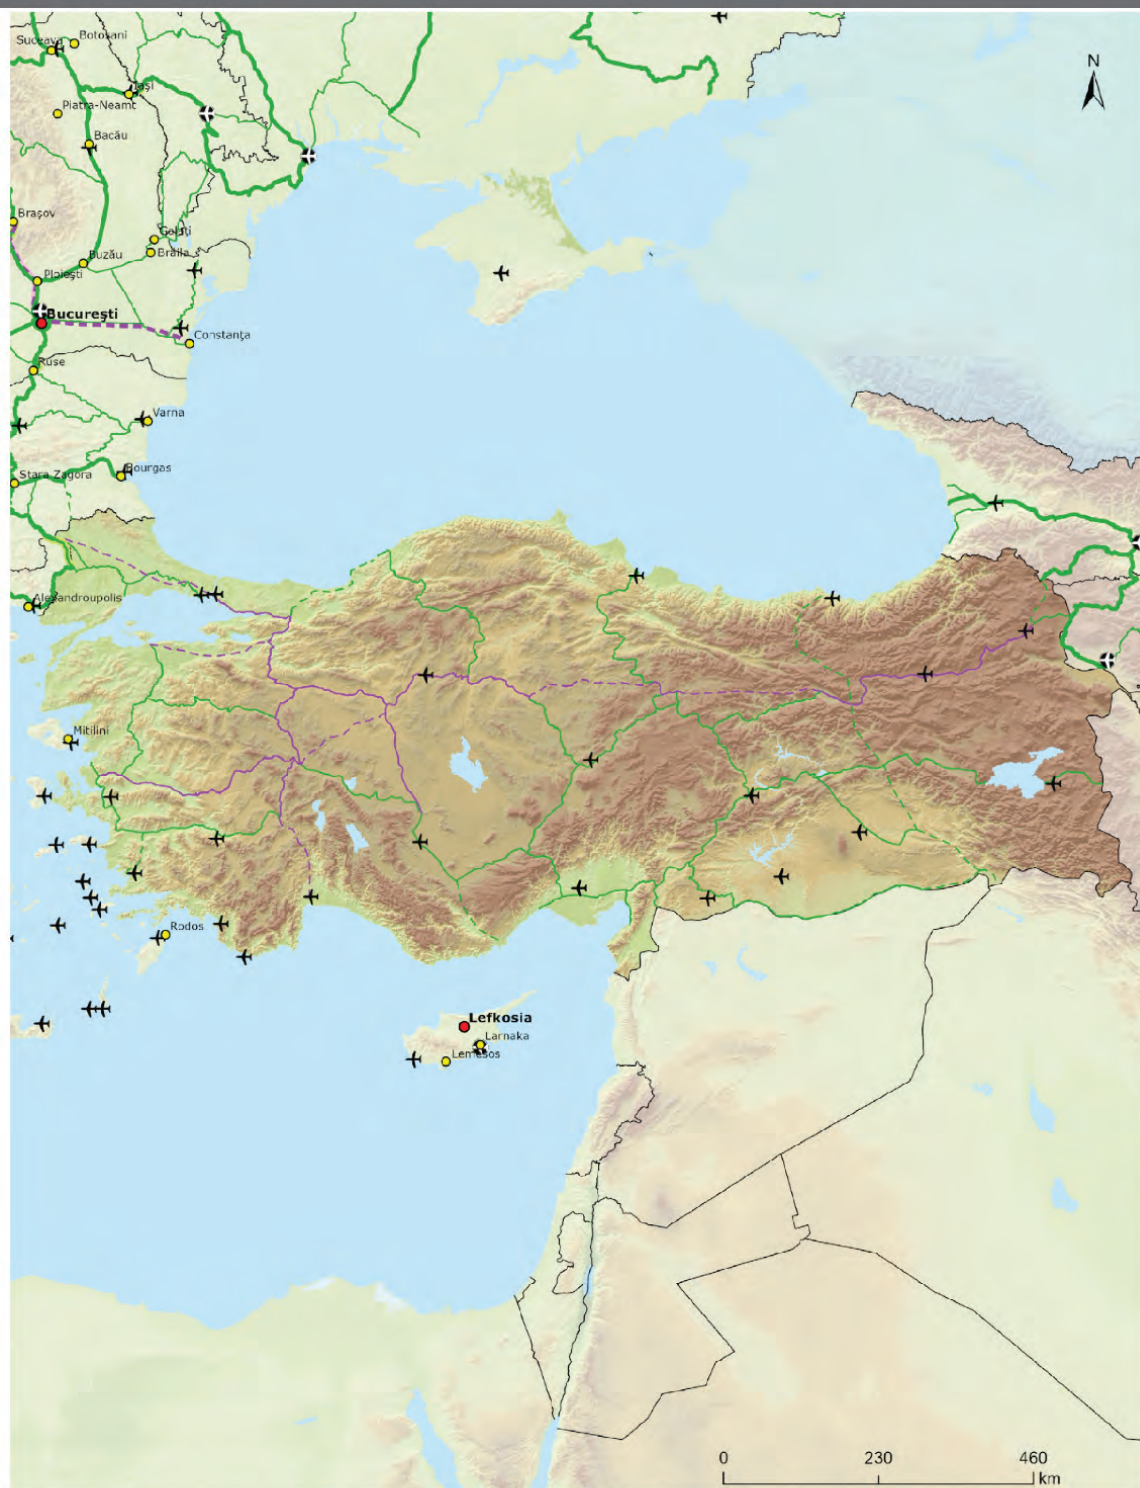 N
Suceava
Botoșani
Iași
Piatra-Neamț
Bacău
Brașov
Galați
Brăila
Buzău
Ploiești
București
Constanța
Ruse
Varna
Bourgas
Stara Zagora
Alexandroupolis
Mitilini
Rodos
Lefkosia
Larnaka
Lemesos
0 230 460
km